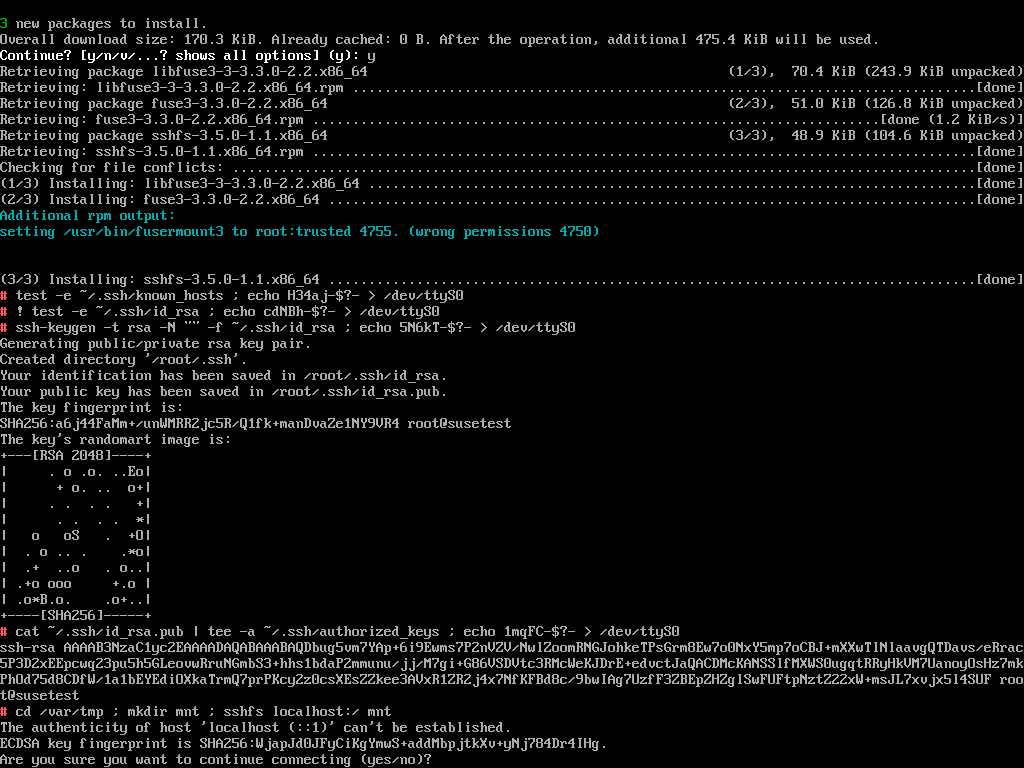 3 new packages to install.
Overall download size: 170.3 KiB. Already cached: 0 B. After the operation, additional 475.4 KiB will be used.
Continue? [y/n/v/...? shows all options] (y): y
Retrieving package libfuse3-3-3.3.0-2.2.x86_64 (1/3),  70.4 KiB (243.9 KiB unpacked)
Retrieving: libfuse3-3-3.3.0-2.2.x86_64.rpm ..............................................................................[done]
Retrieving package fuse3-3.3.0-2.2.x86_64 (2/3),  51.0 KiB (126.8 KiB unpacked)
Retrieving: fuse3-3.3.0-2.2.x86_64.rpm ........................................................................[done (1.2 KiB/s)]
Retrieving package sshfs-3.5.0-1.1.x86_64 (3/3),  48.9 KiB (104.6 KiB unpacked)
Retrieving: sshfs-3.5.0-1.1.x86_64.rpm ...................................................................................[done]
Checking for file conflicts: .............................................................................................[done]
(1/3) Installing: libfuse3-3-3.3.0-2.2.x86_64 ............................................................................[done]
(2/3) Installing: fuse3-3.3.0-2.2.x86_64 .................................................................................[done]
Additional rpm output:
setting /usr/bin/fusermount3 to root:trusted 4755. (wrong permissions 4750)
(3/3) Installing: sshfs-3.5.0-1.1.x86_64 .................................................................................[done]
# test -e ~/.ssh/known_hosts ; echo H34aj-$?- > /dev/ttyS0
# ! test -e ~/.ssh/id_rsa ; echo cdNBh-$?- > /dev/ttyS0
# ssh-keygen -t rsa -N "" -f ~/.ssh/id_rsa ; echo 5N6kT-$?- > /dev/ttyS0
Generating public/private rsa key pair.
Created directory '/root/.ssh'.
Your identification has been saved in /root/.ssh/id_rsa.
Your public key has been saved in /root/.ssh/id_rsa.pub.
The key fingerprint is:
SHA256:a6j44FaMm+/unWMRR2jc5R/Q1fk+manDvaZe1NY9VR4 root@susetest
The key's randomart image is:
+---[RSA 2048]----+
|     . o .o. ..Eo|
|      + o. ..  o+|
|     . .  . .   +|
|      . .  . .  *|
|   o   oS   .  +O|
|  . o .. .    .*o|
|  .+  ..o   . o..|
| .+o ooo     +.o |
| .o*B.o.    .o+..|
+----[SHA256]-----+
# cat ~/.ssh/id_rsa.pub | tee -a ~/.ssh/authorized_keys ; echo 1mqFC-$?- > /dev/ttyS0
ssh-rsa AAAAB3NzaC1yc2EAAAADAQABAAABAQDbug5vm7YAp+6i9Ewms7P2nVZV/NwlZoomRNGJohkeTPsGrm8Ew7o0NxY5mp7oCBJ+mXXwTlNlaavgQTDavs/eRrac
5P3D2xEEpcwq23pu5h5GLeovwRruNGmbS3+hhs1bdaP2mmunu/jj/M7gi+G86VSDVtc3RMcWeKJDrE+edvctJaQACDMcKANSSlfMXWS0ugqtRRyHkVM7UanoyOsHz7mk
PhOd75d8CDfW/1a1bEYEdiOXkaTrmQ7prPKcy2z0csXEsZZkee3AVxR1ZR2j4x7NfKFBd8c/9bwIAg7UzfF3ZBEpZHZglSwFUFtpNztZ22xW+msJL7xvjx5l4SUF roo
t@susetest
# cd /var/tmp ; mkdir mnt ; sshfs localhost:/ mnt
The authenticity of host 'localhost (::1)' can't be established.
ECDSA key fingerprint is SHA256:WjapJd0JFyCiKgYmwS+addMbpjtkXv+yNj784Dr4IHg.
Are you sure you want to continue connecting (yes/no)?